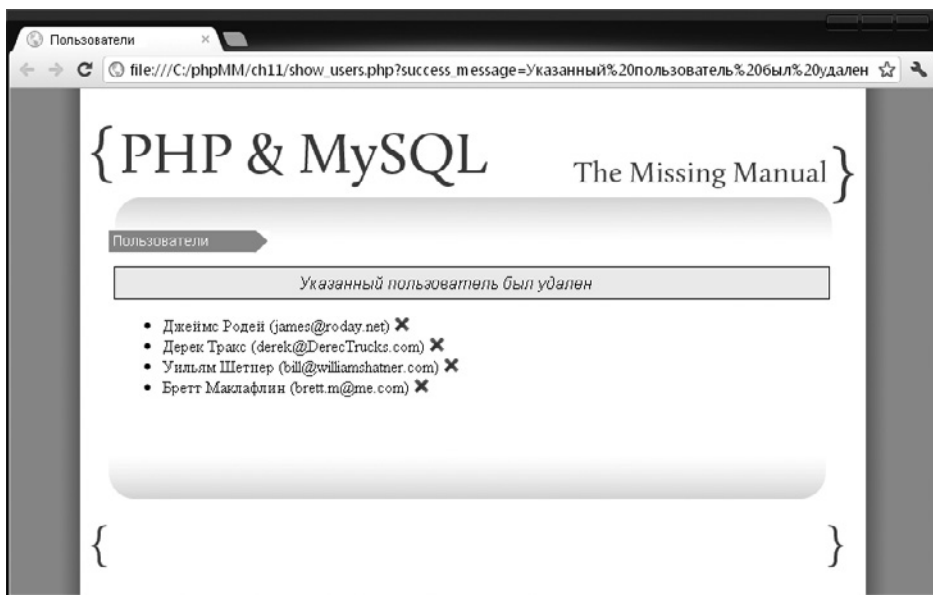 Пользователи
file:///C:/phpMM/ch11/show_users.php?success_message=Указанный%20пользователь%20был%20удален
{PHP & MySQL
The Missing Manual}
Пользователи
Указанный пользователь был удален
• Джеймс Родей (james@roday.net) ✖
• Дерек Тракс (derek@DerecTrucks.com) ✖
• Уильям Шетнер (bill@williamshatner.com) ✖
• Бретт Маклафлин (brett.m@me.com) ✖
{ }